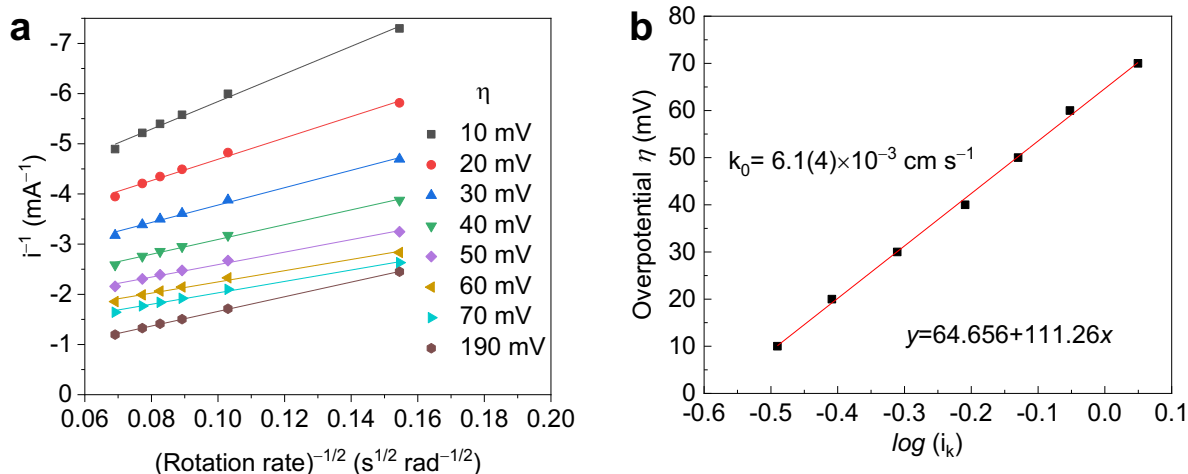 a
i⁻¹ (mA⁻¹)
-7
-6
-5
-4
-3
-2
-1
0
0.06 0.08 0.10 0.12 0.14 0.16 0.18 0.20
(Rotation rate)⁻¹/² (s¹/² rad⁻¹/²)
η
10 mV
20 mV
30 mV
40 mV
50 mV
60 mV
70 mV
190 mV
b
Overpotential η (mV)
80
70
60
50
40
30
20
10
0
k₀= 6.1(4)×10⁻³ cm s⁻¹
y=64.656+111.26x
-0.6 -0.5 -0.4 -0.3 -0.2 -0.1 0.0 0.1
log (iₖ)